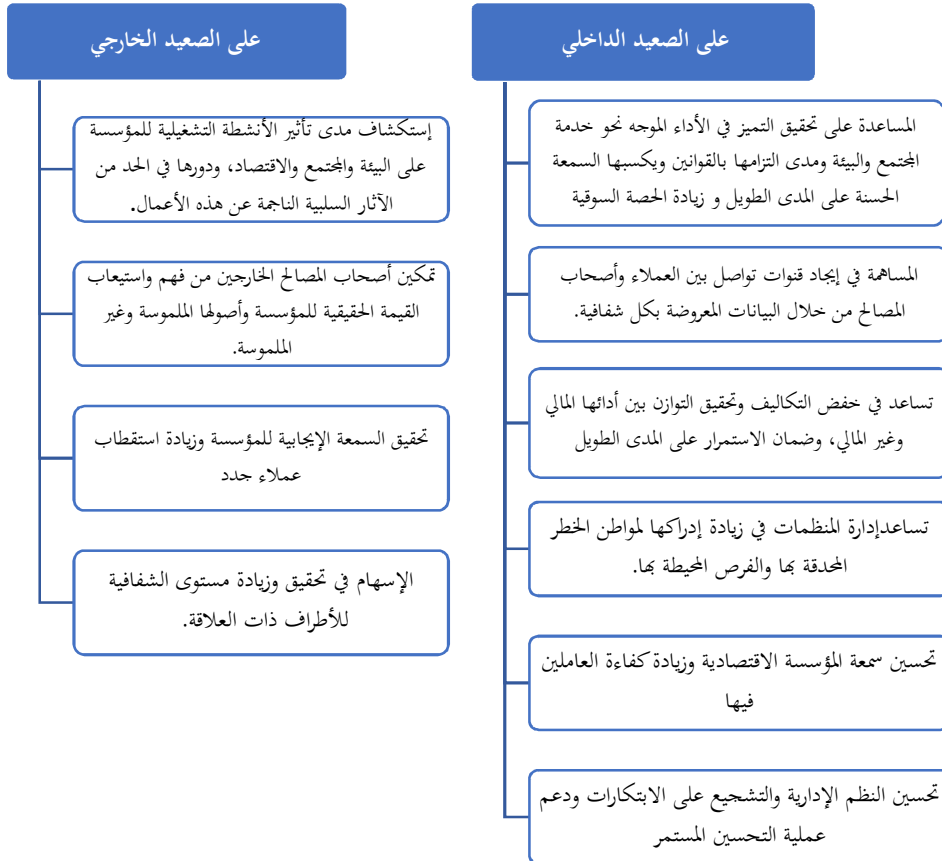 على الصعيد الداخلي
المساعدة على تحقيق التميز في الأداء الموجه نحو خدمة
المجتمع والبيئة ومدى التزامها بالقوانين ويكسبها السمعة
الحسنة على المدى الطويل و زيادة الحصة السوقية
المساهمة في إيجاد قنوات تواصل بين العملاء وأصحاب
المصالح من خلال البيانات المعروضة بكل شفافية.
تساعد في خفض التكاليف وتحقيق التوازن بين أدائها المالي
وغير المالي، وضمان الاستمرار على المدى الطويل
تساعدإدارة المنظمات في زيادة إدراكها لمواطن الخطر
المحدقة بها والفرص المحيطة بها.
تحسين سمعة المؤسسة الاقتصادية وزيادة كفاءة العاملين
فيها
تحسين النظم الإدارية والتشجيع على الابتكارات ودعم
عملية التحسين المستمر
على الصعيد الخارجي
إستكشاف مدى تأثير الأنشطة التشغيلية للمؤسسة
على البيئة والمجتمع والاقتصاد، ودورها في الحد من
الآثار السلبية الناجمة عن هذه الأعمال.
تمكين أصحاب المصالح الخارجين من فهم واستيعاب
القيمة الحقيقية للمؤسسة وأصولها الملموسة وغير
الملموسة.
تحقيق السمعة الإيجابية للمؤسسة وزيادة استقطاب
عملاء جدد
الإسهام في تحقيق وزيادة مستوى الشفافية
للأطراف ذات العلاقة.